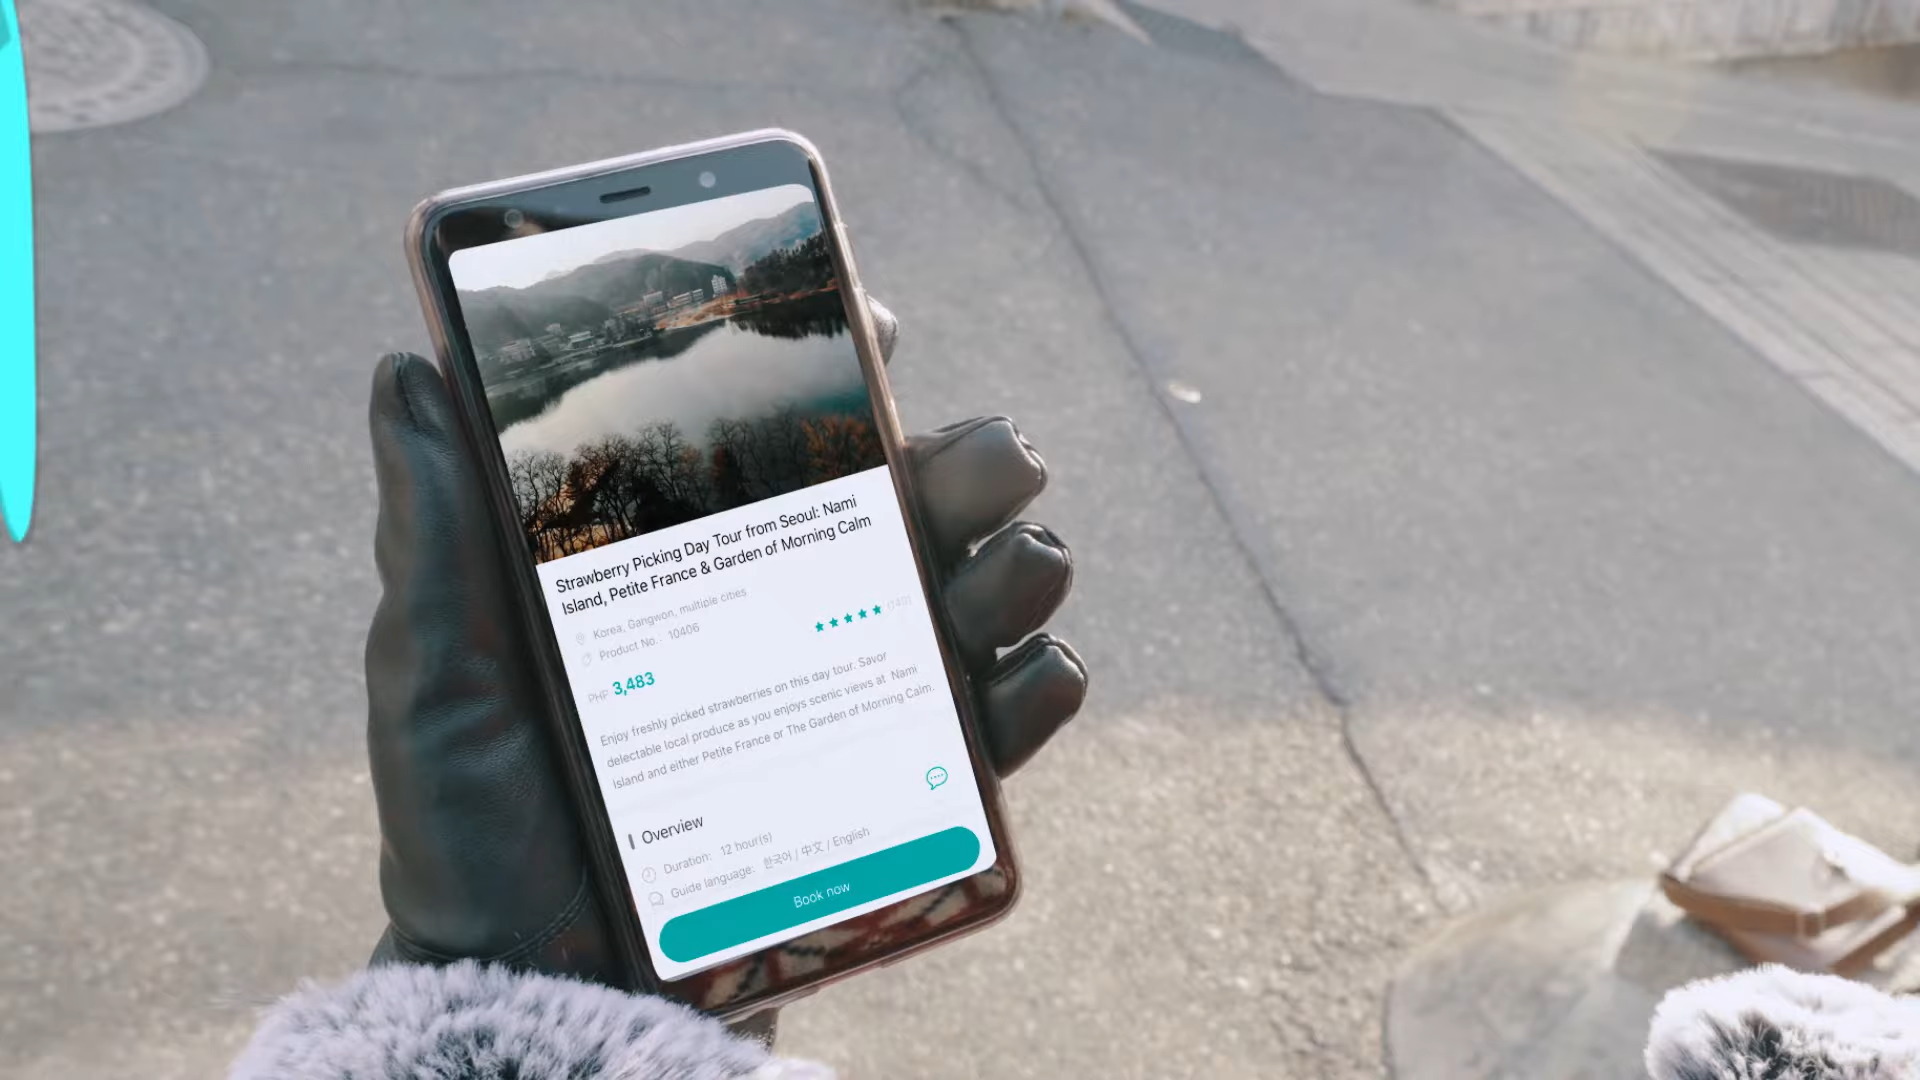 Strawberry Picking Day Tour from Seoul: Nami
Island, Petite France & Garden of Morning Calm
Korea, Gangwon, multiple cities
Product No.: 10406
PHP 3,483
Enjoy freshly picked strawberries on this day tour. Savor
delectable local produce as you enjoys scenic views at Nami
Island and either Petite France or The Garden of Morning Calm.
Overview
Duration: 12 hour(s)
Guide language: 한국어 / 中文 / English
Book now